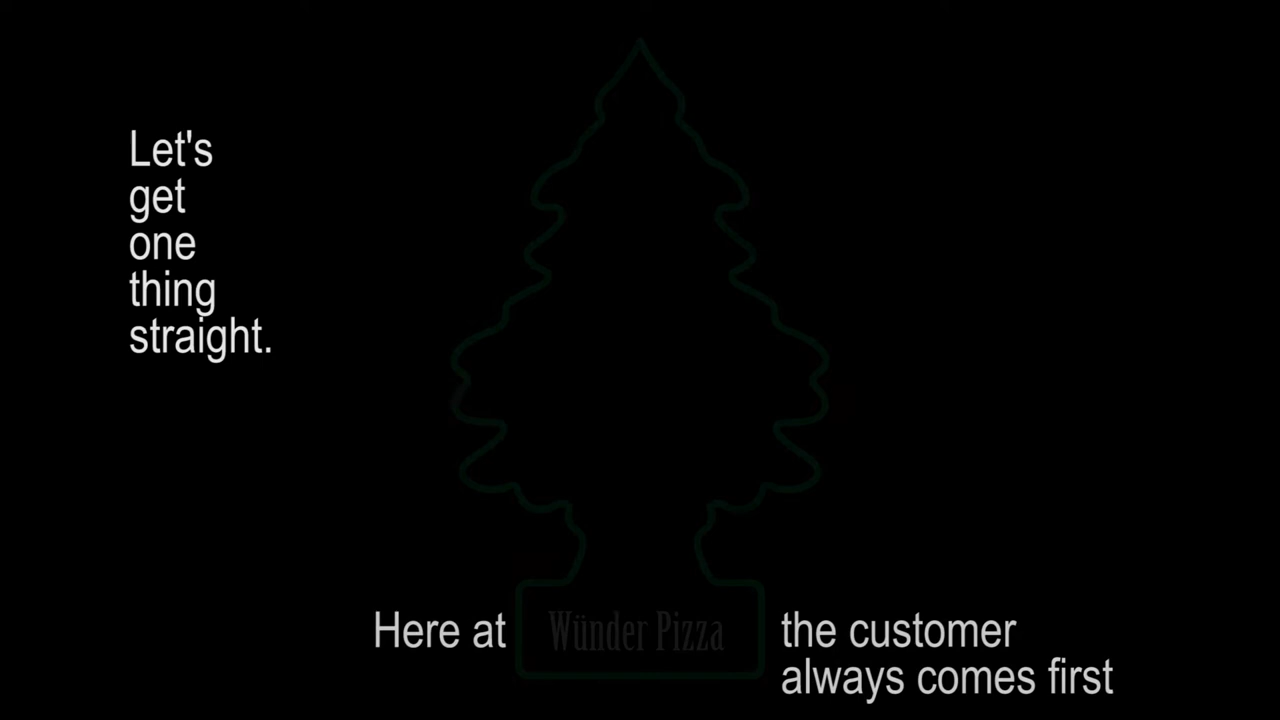 Let's
get
one
thing
straight.
Here at Wünder Pizza the customer
always comes first